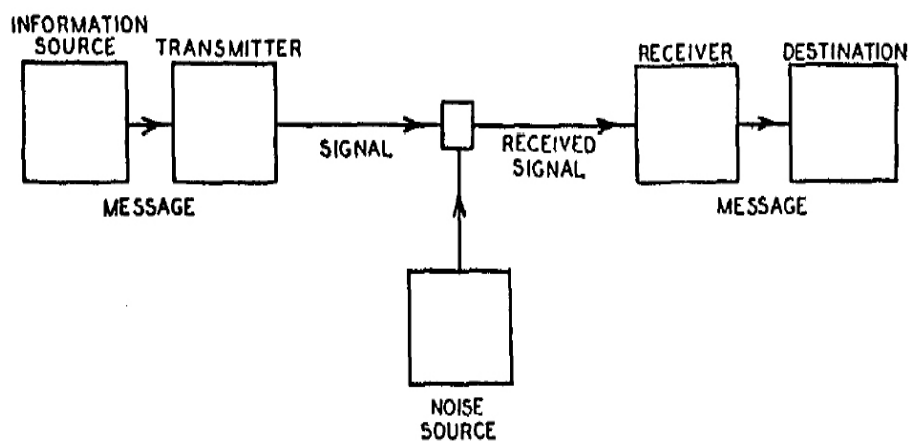 INFORMATION
SOURCE
TRANSMITTER
RECEIVER
DESTINATION
SIGNAL
RECEIVED
SIGNAL
MESSAGE
MESSAGE
NOISE
SOURCE